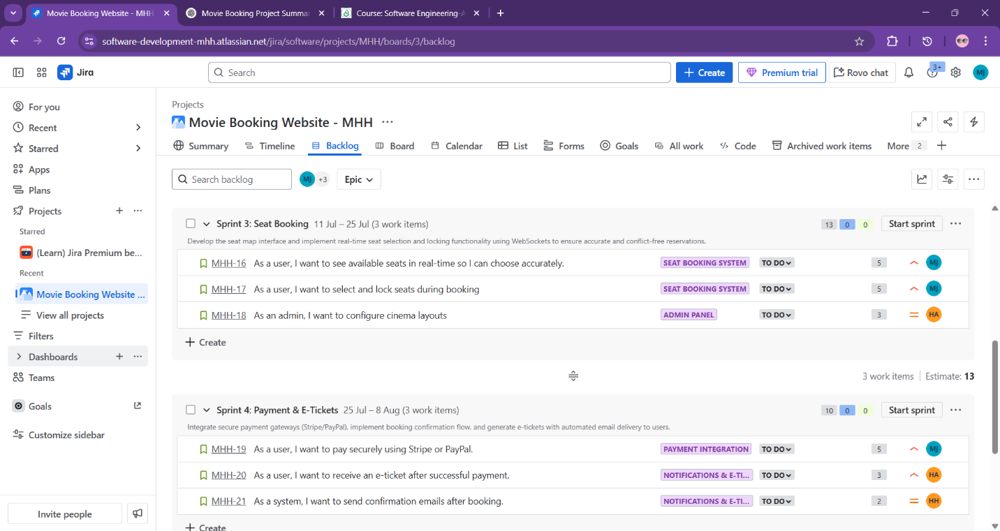 Movie Booking Website - MHH
Movie Booking Project Summar
Course: Software Engineering-A
software-development-mhh.atlassian.net/jira/software/projects/MHH/boards/3/backlog
Jira
Search
Create
Premium trial
Rovo chat
3+
MJ
For you
Recent
Starred
Apps
Plans
Projects
Starred
(Learn) Jira Premium be...
Recent
Movie Booking Website ...
View all projects
Filters
Dashboards
Teams
Goals
Customize sidebar
Invite people
Projects
Movie Booking Website - MHH
Summary Timeline Backlog Board Calendar List Forms Goals All work Code Archived work items More 2
Search backlog MJ +3 Epic
Sprint 3: Seat Booking 11 Jul – 25 Jul (3 work items) 13 0 0 Start sprint
Develop the seat map interface and implement real-time seat selection and locking functionality using WebSockets to ensure accurate and conflict-free reservations.
MHH-16 As a user, I want to see available seats in real-time so I can choose accurately. SEAT BOOKING SYSTEM TO DO 5 MJ
MHH-17 As a user, I want to select and lock seats during booking SEAT BOOKING SYSTEM TO DO 5 MJ
MHH-18 As an admin, I want to configure cinema layouts ADMIN PANEL TO DO 3 HA
Create
3 work items Estimate: 13
Sprint 4: Payment & E-Tickets 25 Jul – 8 Aug (3 work items) 10 0 0 Start sprint
Integrate secure payment gateways (Stripe/PayPal), implement booking confirmation flow, and generate e-tickets with automated email delivery to users.
MHH-19 As a user, I want to pay securely using Stripe or PayPal. PAYMENT INTEGRATION TO DO 5 MJ
MHH-20 As a user, I want to receive an e-ticket after successful payment. NOTIFICATIONS & E-TI... TO DO 3 HA
MHH-21 As a system, I want to send confirmation emails after booking. NOTIFICATIONS & E-TI... TO DO 2 HH
Create